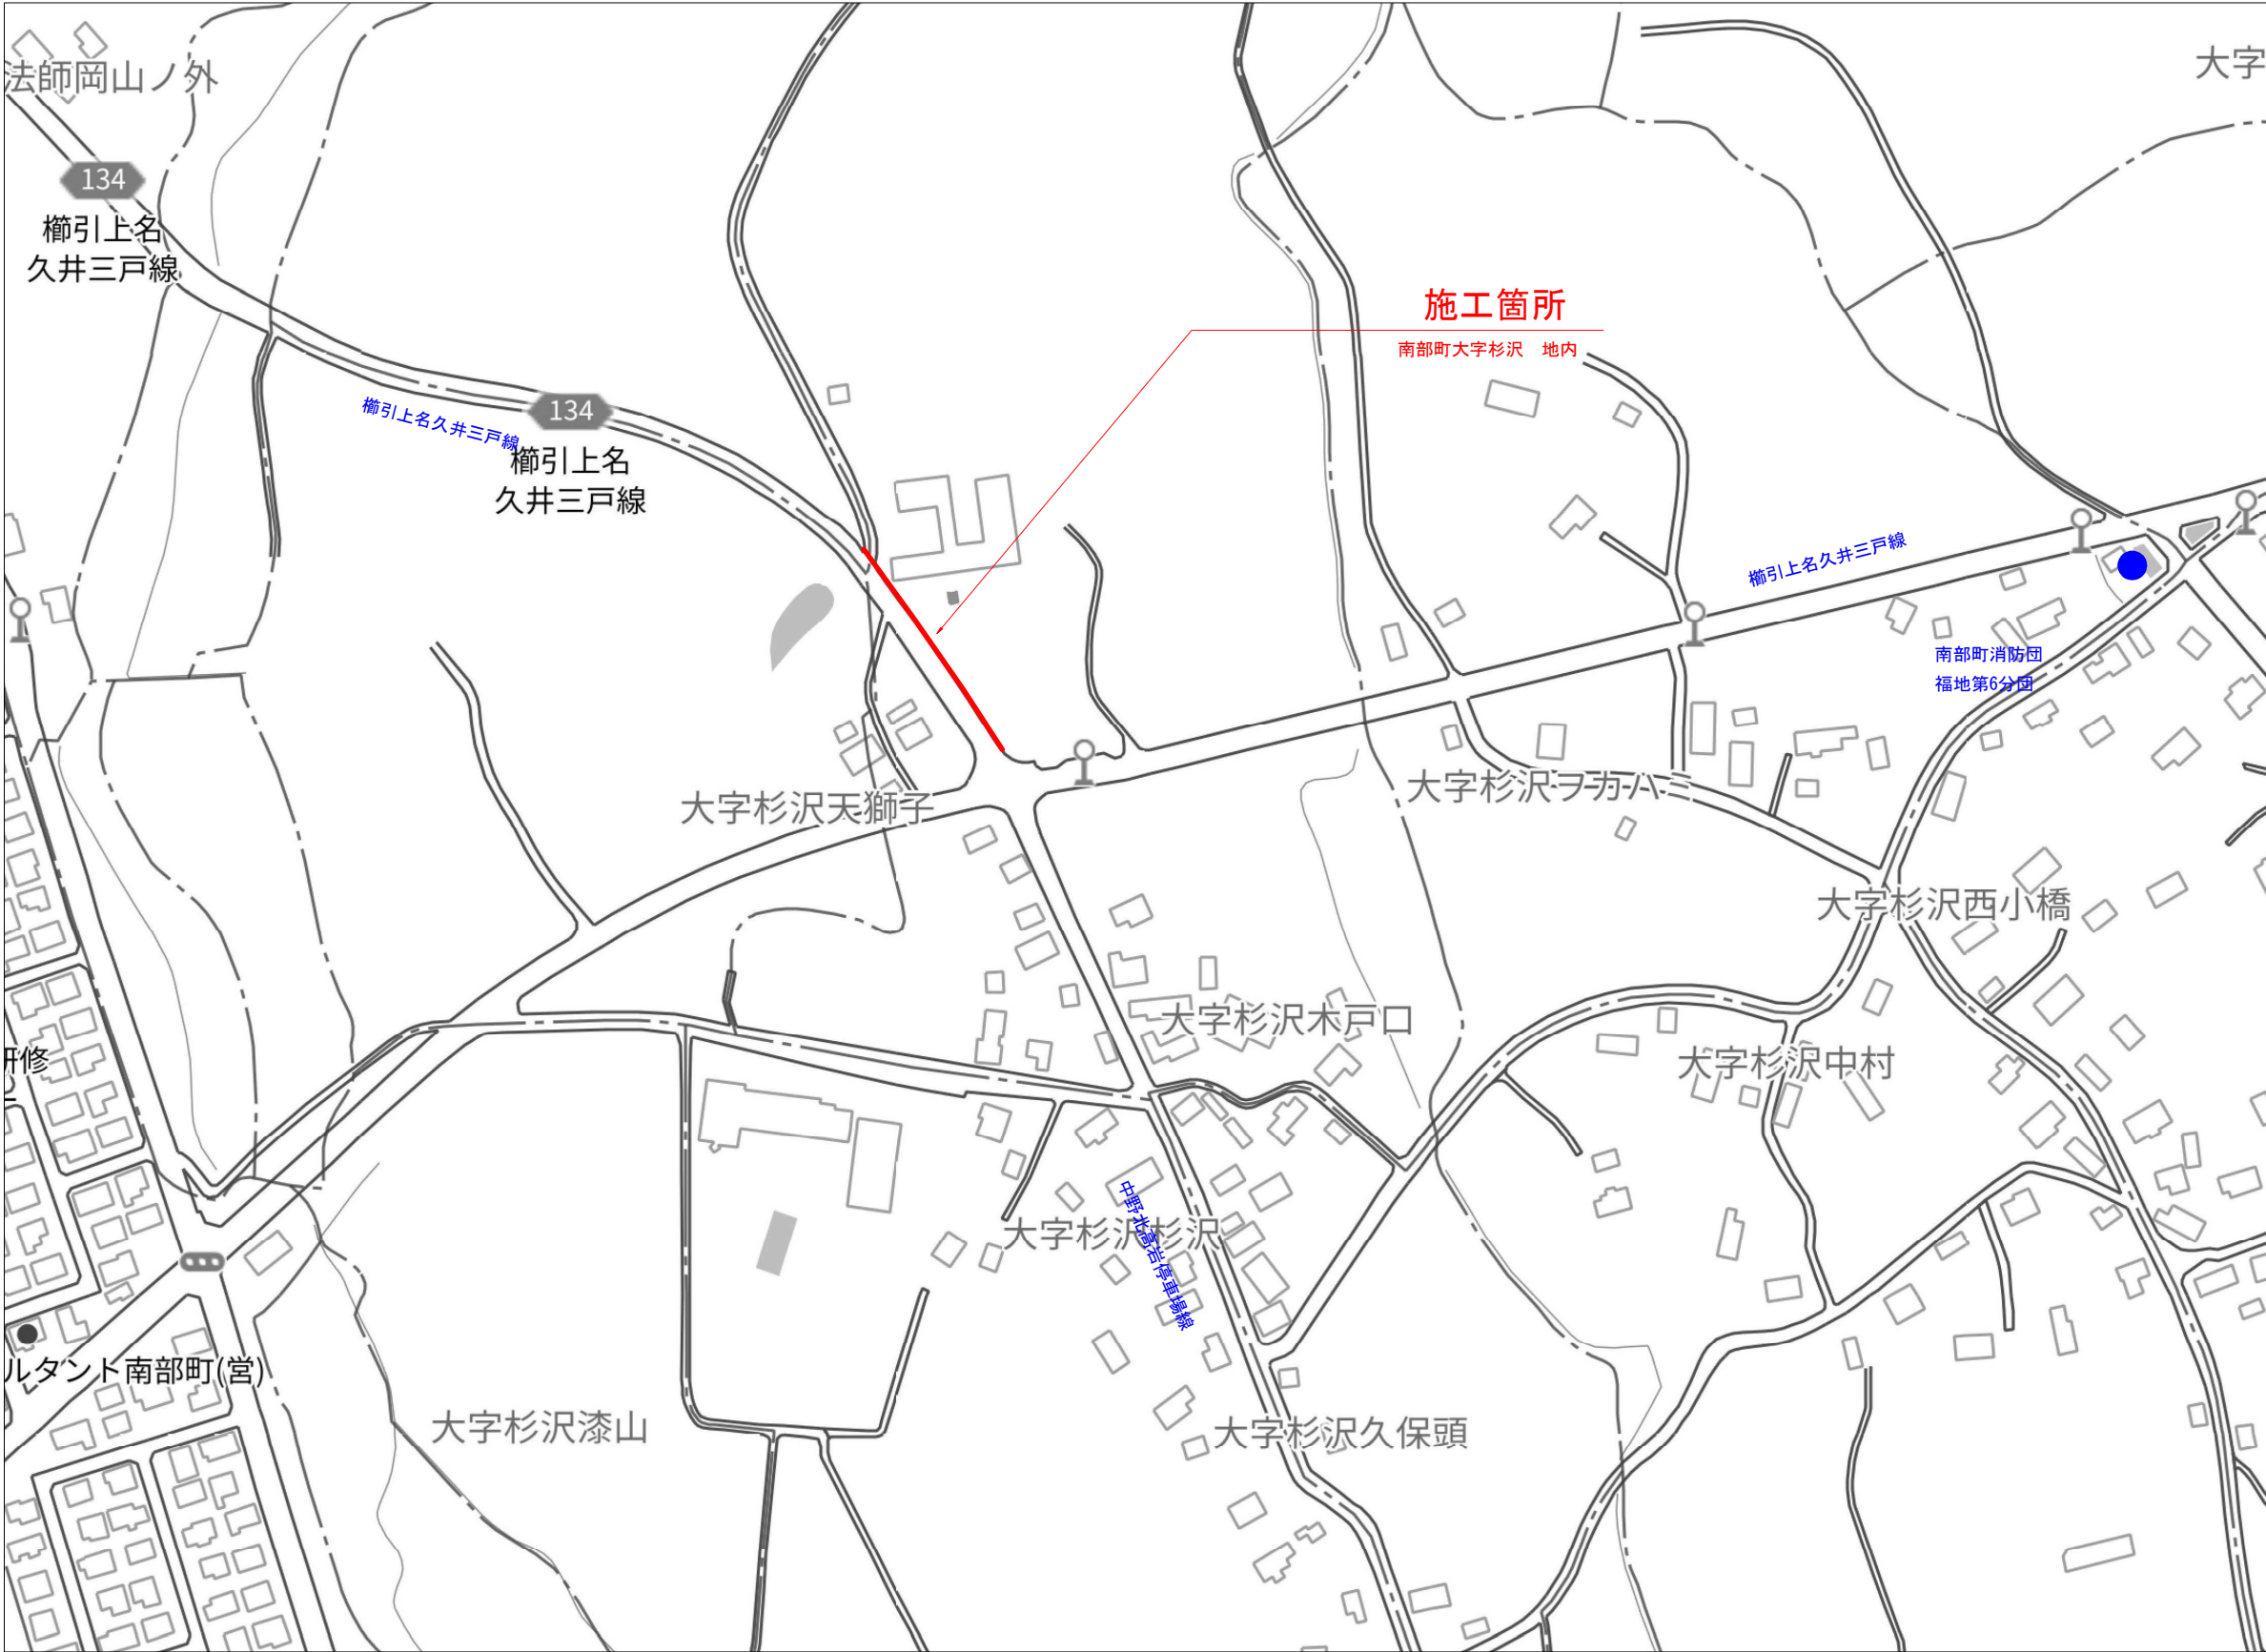 法師岡山ノ外
大字
134
櫛引上名
久井三戸線
施工箇所
南部町大字杉沢　地内
134
櫛引上名久井三戸線
櫛引上名
久井三戸線
櫛引上名久井三戸線
南部町消防団
福地第6分団
大字杉沢天獅子
大字杉沢ヲカハ
大字杉沢西小橋
大字杉沢木戸口
研修
大字杉沢中村
大字杉沢杉沢
中野北高岩停車場線
ルタント南部町(営)
大字杉沢漆山
大字杉沢久保頭